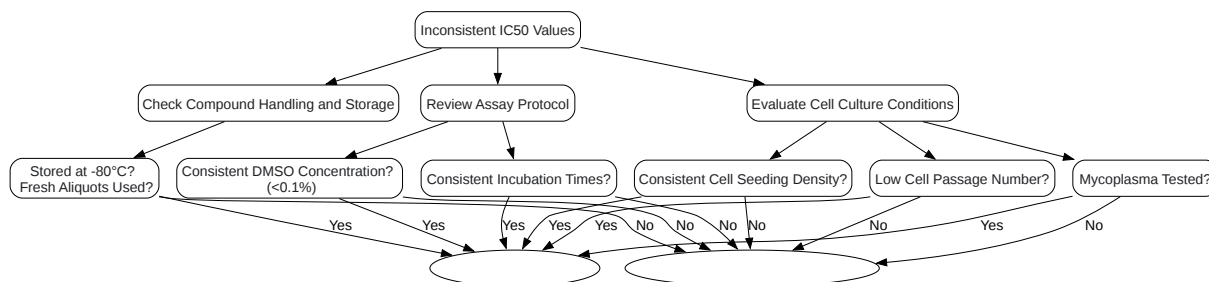 Inconsistent IC50 Values
Check Compound Handling and Storage
Review Assay Protocol
Evaluate Cell Culture Conditions
Stored at -80°C?
Fresh Aliquots Used?
Consistent DMSO Concentration?
(<0.1%)
Consistent Incubation Times?
Consistent Cell Seeding Density?
Low Cell Passage Number?
Mycoplasma Tested?
Yes
Yes
Yes
Yes
Yes
No
No
No
No
No
Yes
No